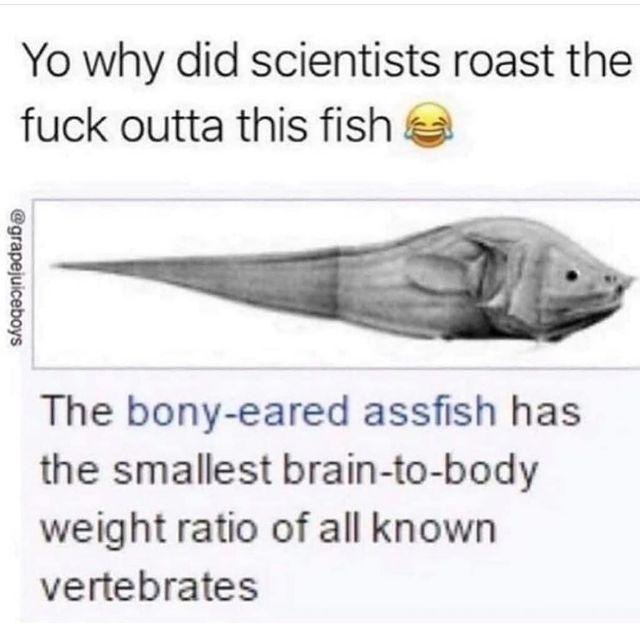 Yo why did scientists roast the
fuck outta this fish 😂
@grapejuiceboys
The bony-eared assfish has
the smallest brain-to-body
weight ratio of all known
vertebrates